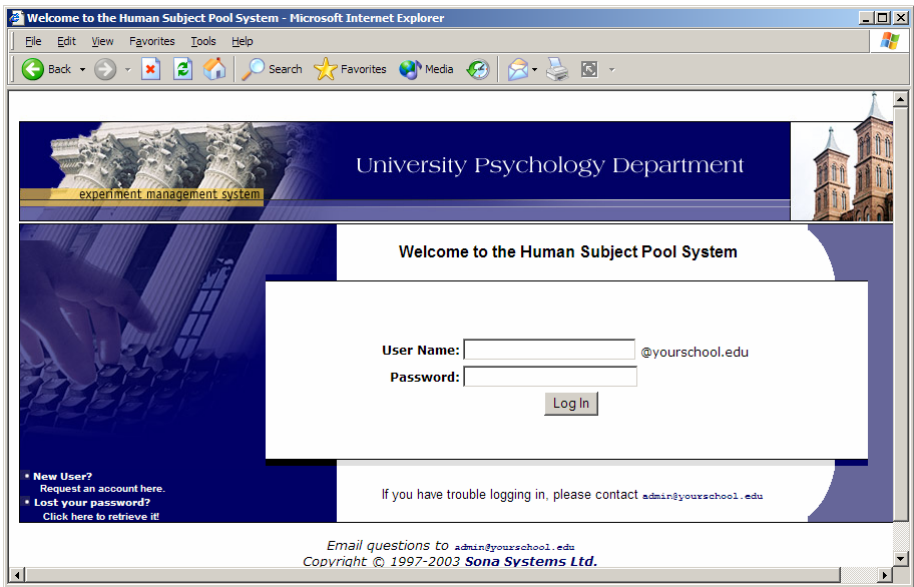 Welcome to the Human Subject Pool System - Microsoft Internet Explorer
File Edit View Favorites Tools Help
Back Search Favorites Media
University Psychology Department
experiment management system
Welcome to the Human Subject Pool System
User Name: @yourschool.edu
Password:
Log In
New User?
Request an account here.
Lost your password?
Click here to retrieve it!
If you have trouble logging in, please contact admin@yourschool.edu
Email questions to admin@yourschool.edu
Copyright © 1997-2003 Sona Systems Ltd.